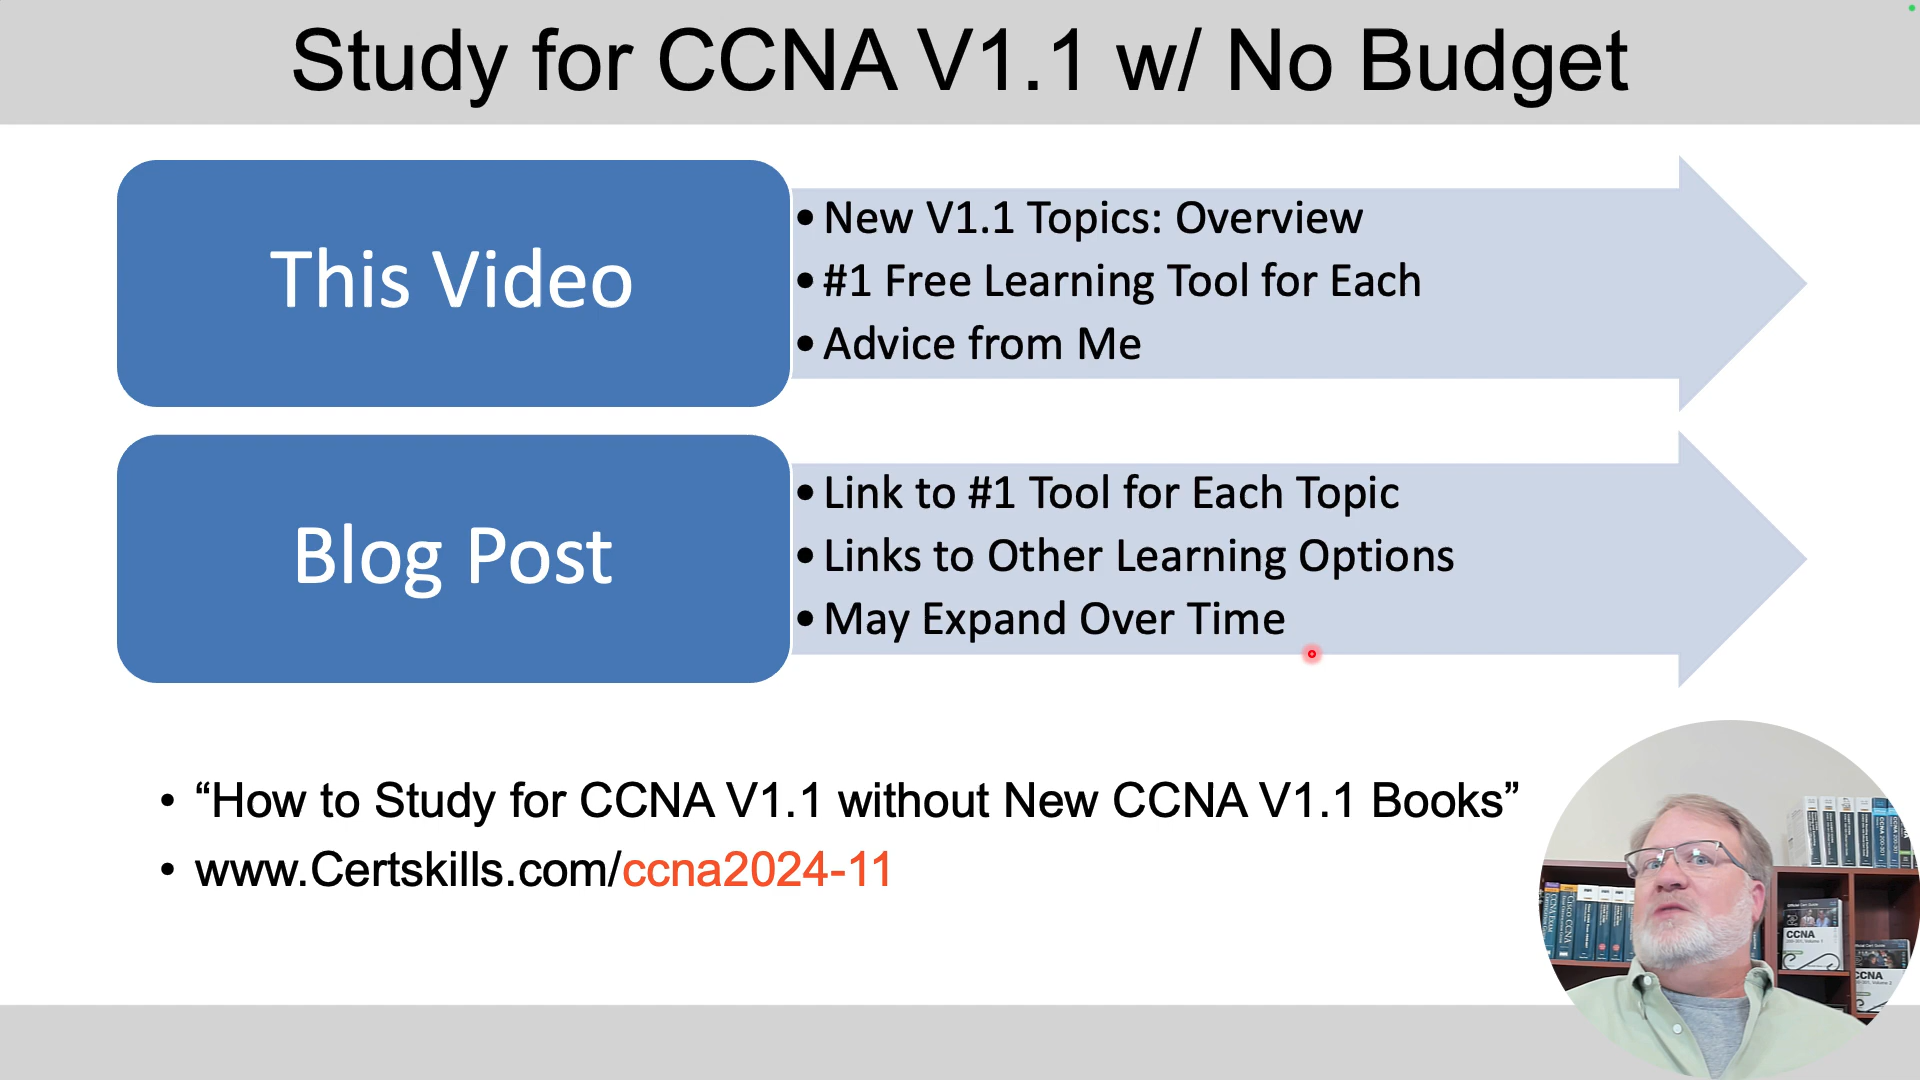 Study for CCNA V1.1 w/ No Budget
This Video
• New V1.1 Topics: Overview
• #1 Free Learning Tool for Each
• Advice from Me
Blog Post
• Link to #1 Tool for Each Topic
• Links to Other Learning Options
• May Expand Over Time
• “How to Study for CCNA V1.1 without New CCNA V1.1 Books”
• www.Certskills.com/ccna2024-11
CCNA
CCNA